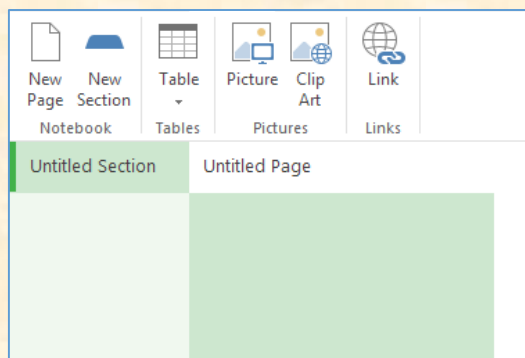 New Page
New Section
Table
Picture
Clip Art
Link
Notebook
Tables
Pictures
Links
Untitled Section
Untitled Page